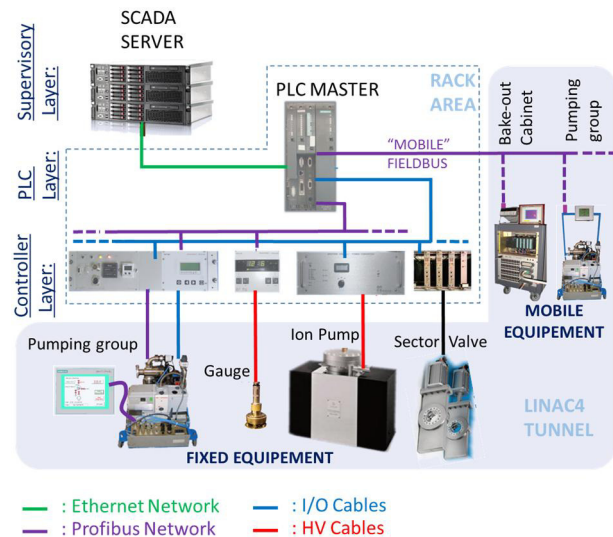 SCADA
SERVER
Supervisory
Layer:
PLC MASTER
RACK
AREA
Bake-out
Cabinet
Pumping
group
"MOBILE"
FIELDBUS
PLC
Layer:
Controller
Layer:
MOBILE
EQUIPEMENT
Pumping group
Gauge
Ion Pump
Sector Valve
LINAC4
TUNNEL
FIXED EQUIPEMENT
: Ethernet Network
: I/O Cables
: Profibus Network
: HV Cables